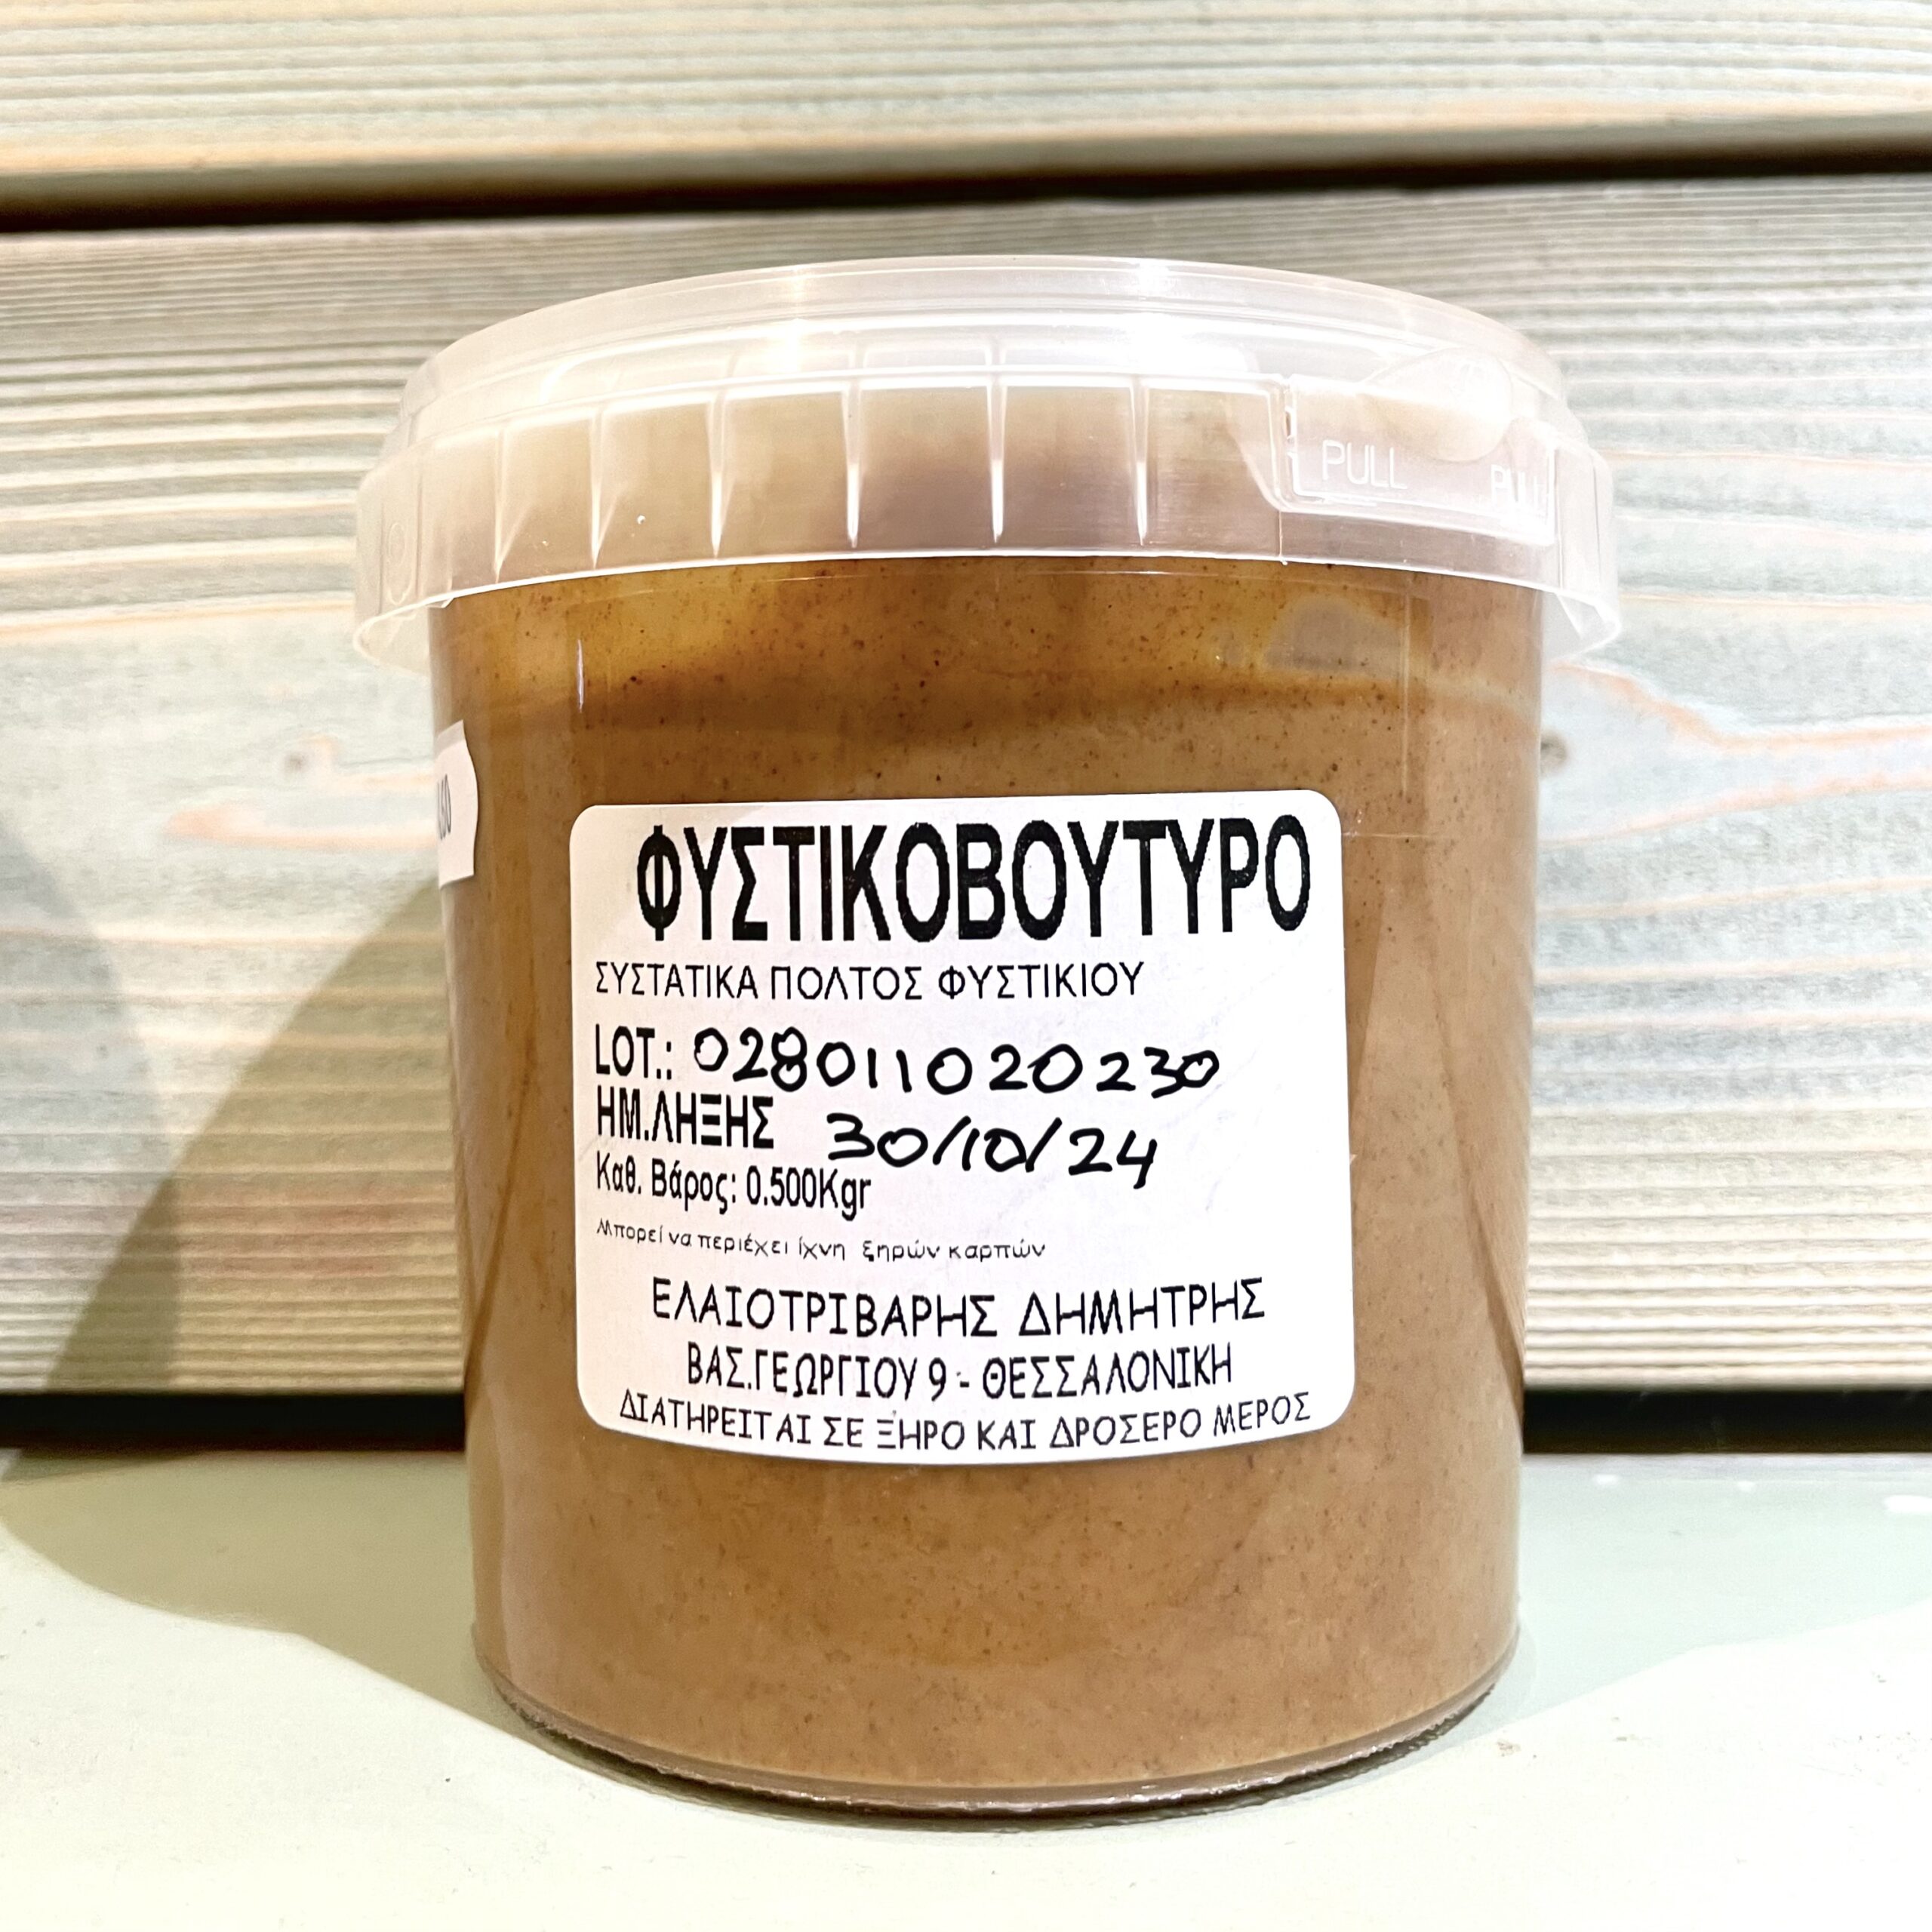 PULL PULL
ΦΥΣΤΙΚΟΒΟΥΤΥΡΟ
ΣΥΣΤΑΤΙΚΑ ΠΟΛΤΟΣ ΦΥΣΤΙΚΙΟΥ
LOT.: 028011020230
ΗΜ.ΛΗΞΗΣ 30/10/24
Καθ. Βάρος: 0.500Kgr
Μπορεί να περιέχει ίχνη ξηρών καρπών
ΕΛΑΙΟΤΡΙΒΑΡΗΣ ΔΗΜΗΤΡΗΣ
ΒΑΣ.ΓΕΩΡΓΙΟΥ 9 - ΘΕΣΣΑΛΟΝΙΚΗ
ΔΙΑΤΗΡΕΙΤΑΙ ΣΕ ΞΗΡΟ ΚΑΙ ΔΡΟΣΕΡΟ ΜΕΡΟΣ